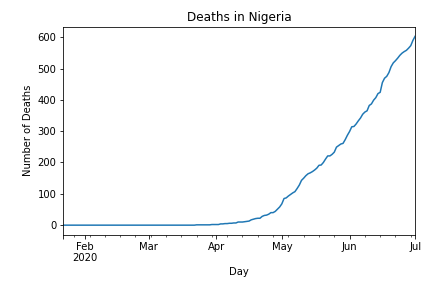 Deaths in Nigeria
Number of Deaths
600
500
400
300
200
100
0
Feb
2020
Mar
Apr
May
Jun
Jul
Day